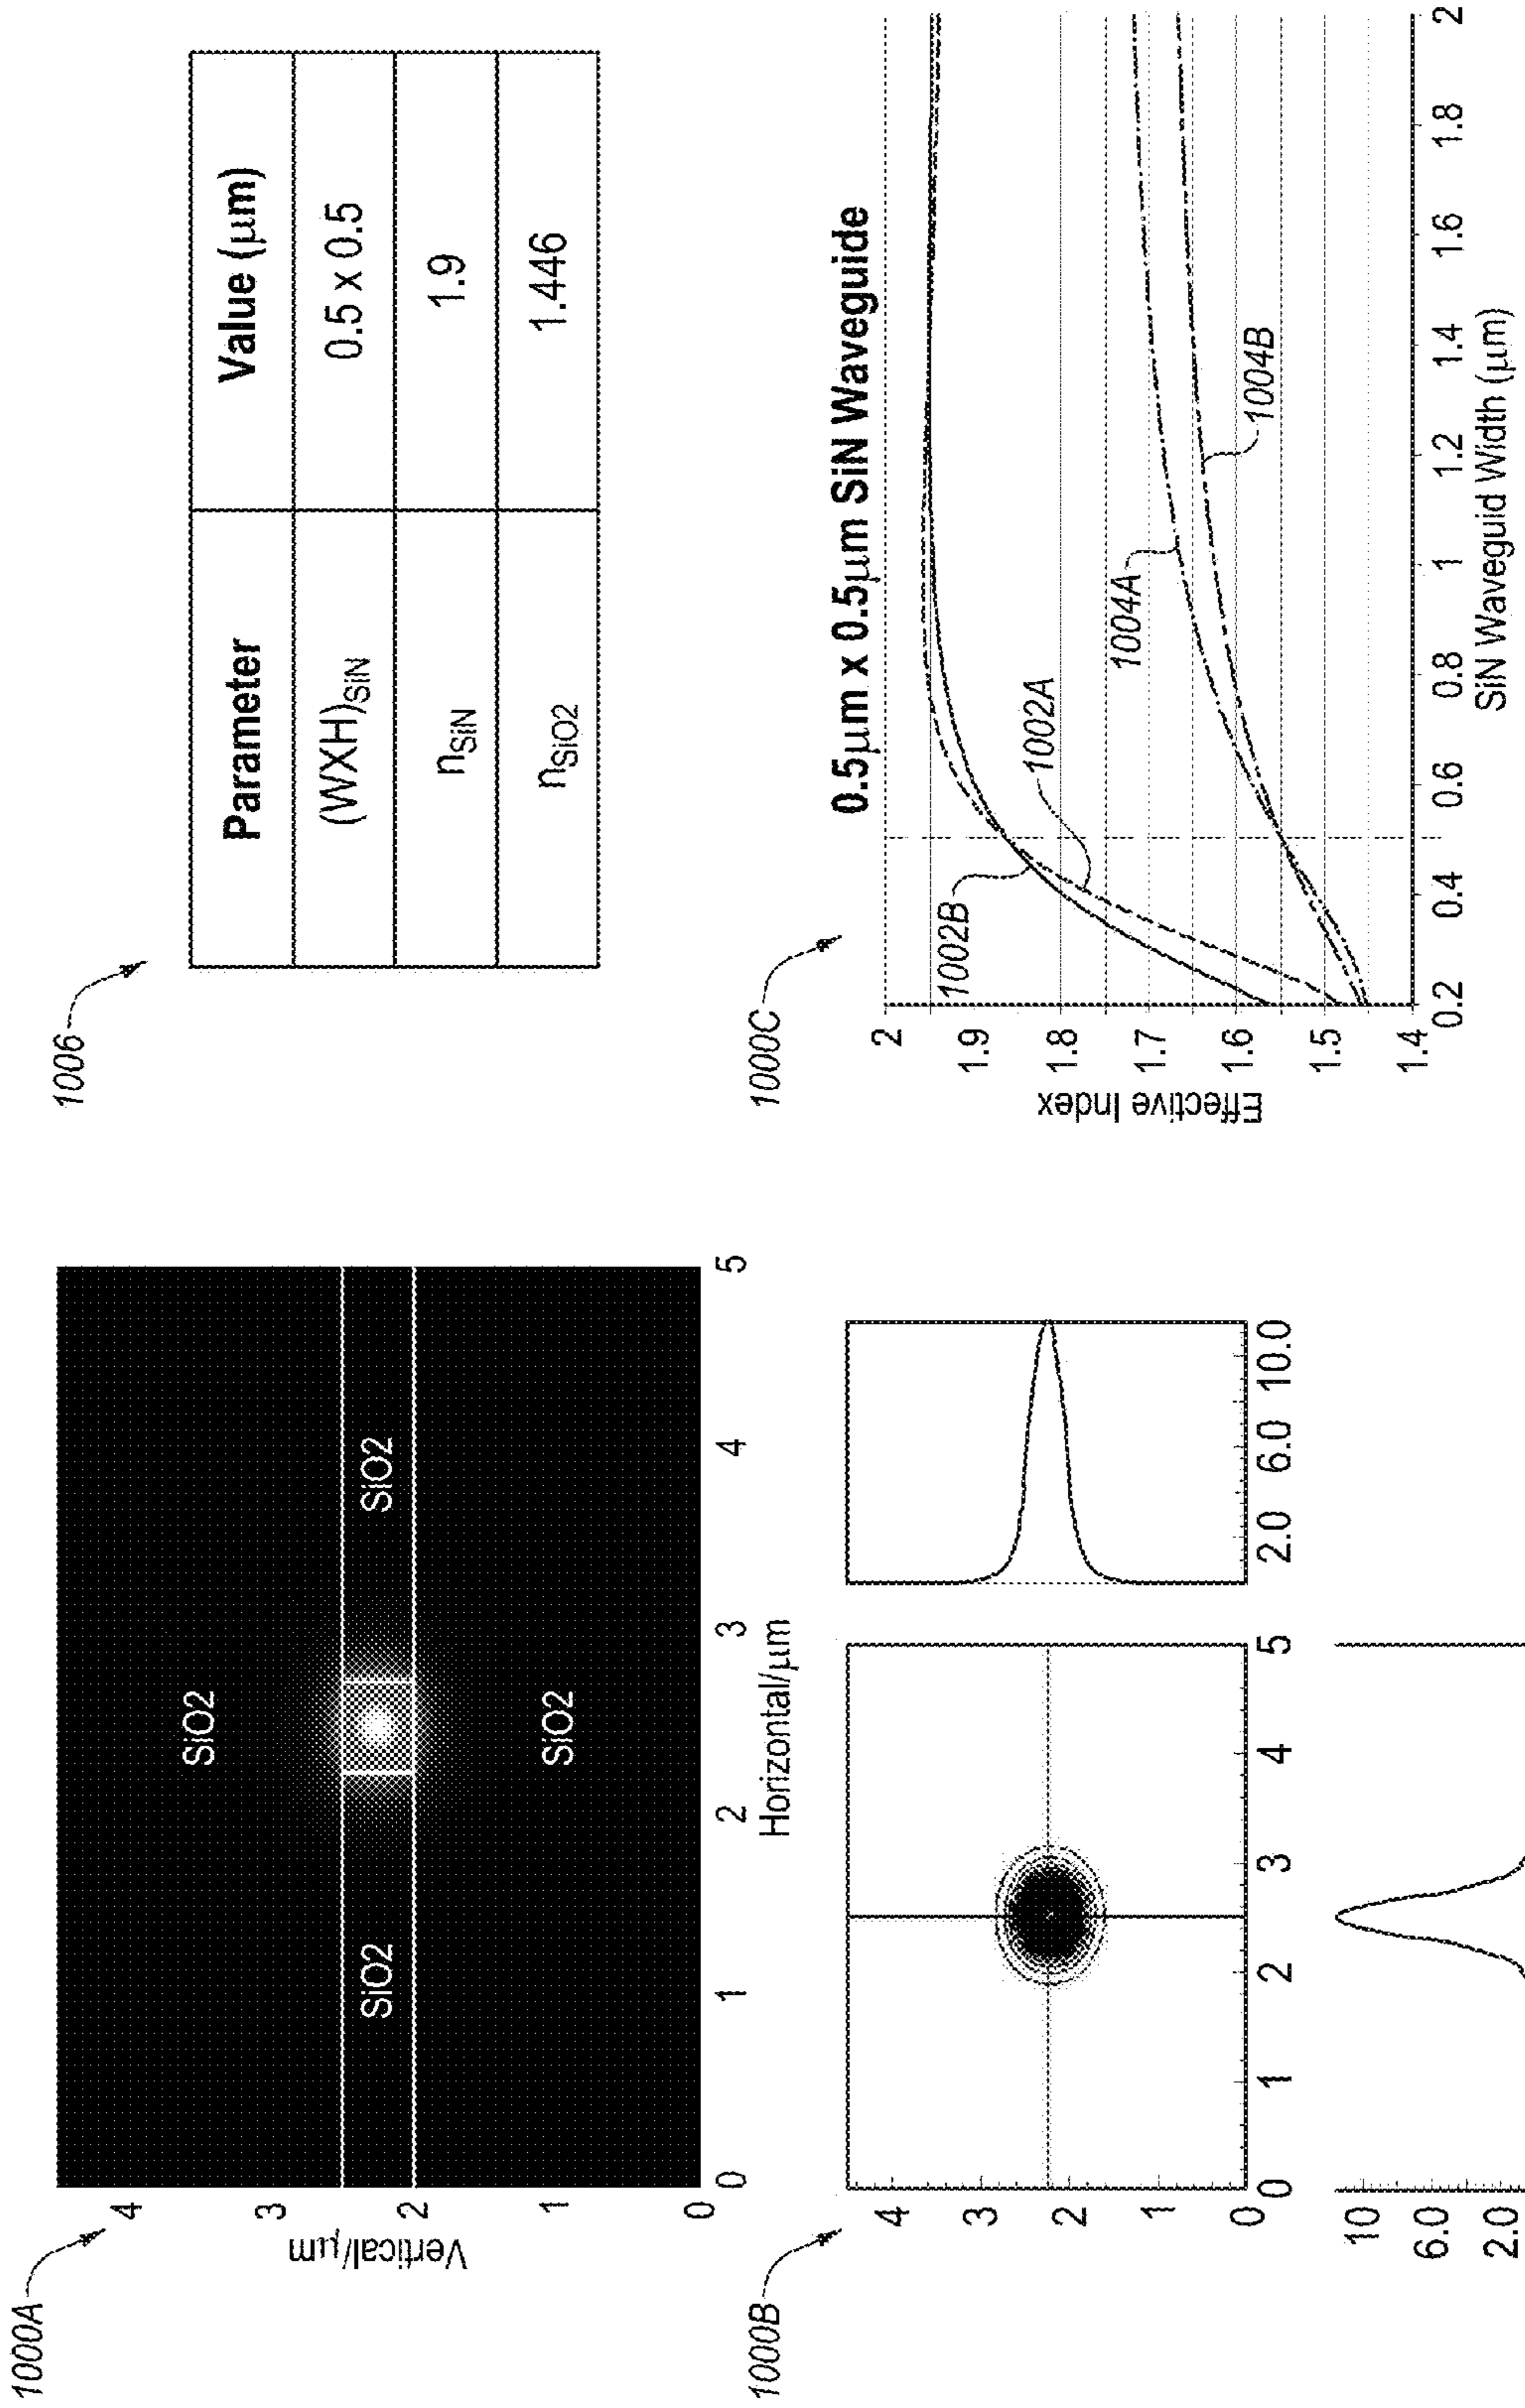 1000A
4
3
2
1
0
Vertical/μm
SiO2
SiO2
SiO2
SiO2
0
1
2
3
4
5
Horizontal/μm
1006
Parameter
Value (μm)
(WXH)SiN
0.5 x 0.5
nSiN
1.9
nSiO2
1.446
1000B
4
3
2
1
0
0
1
2
3
4
5
2.0
6.0
10.0
10
6.0
2.0
1000C
0.5μm x 0.5μm SiN Waveguide
2
1.9
1.8
1.7
1.6
1.5
1.4
Effective Index
1002B
1002A
1004A
1004B
0.2
0.4
0.6
0.8
1
1.2
1.4
1.6
1.8
2
SiN Waveguid Width (μm)